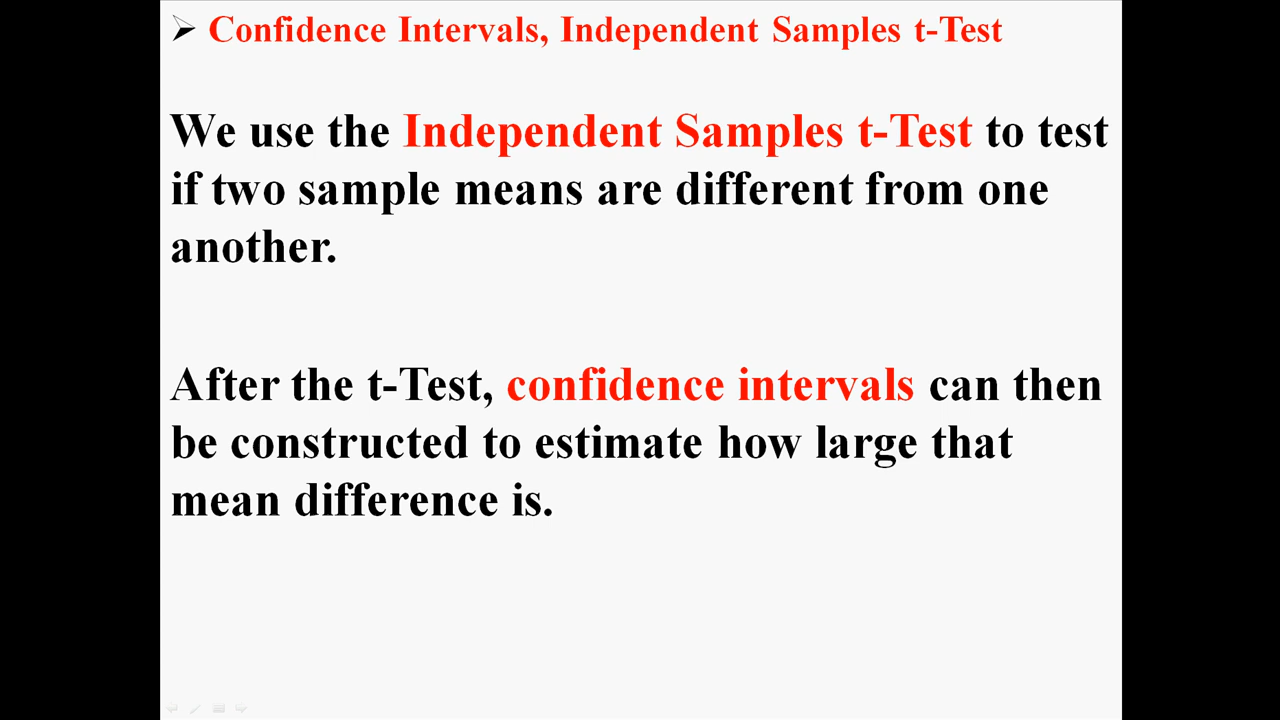 ➢ Confidence Intervals, Independent Samples t-Test
We use the Independent Samples t-Test to test
if two sample means are different from one
another.
After the t-Test, confidence intervals can then
be constructed to estimate how large that
mean difference is.